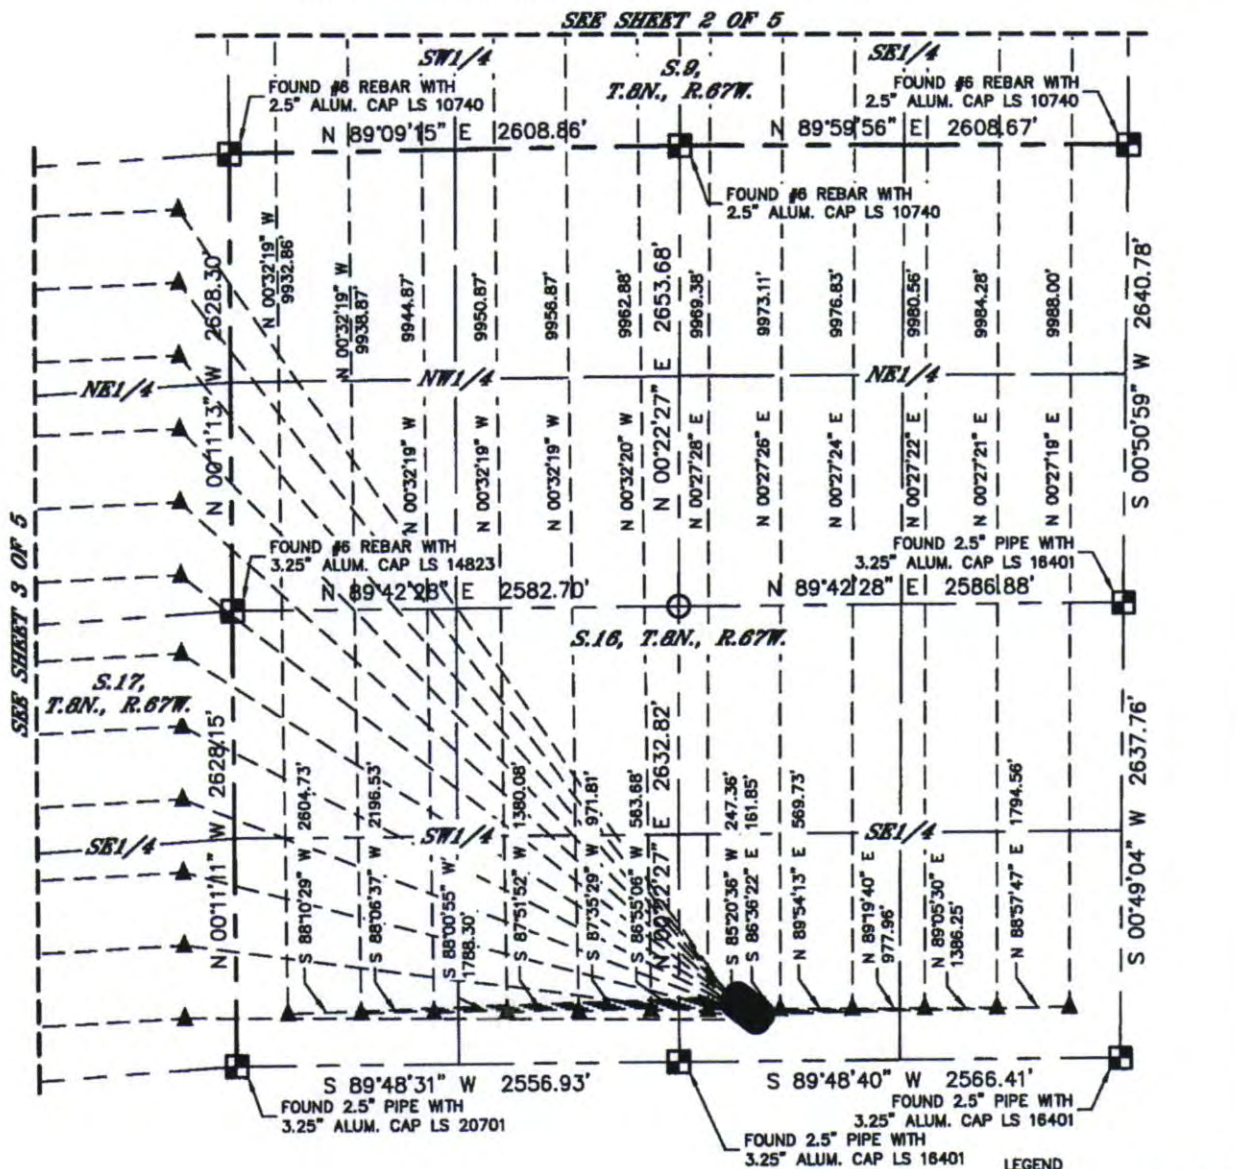 SEE SHEET 2 OF 5
SW1/4
SE1/4
S.9,
T.8N., R.67W.
FOUND #6 REBAR WITH
2.5" ALUM. CAP LS 10740
FOUND #6 REBAR WITH
2.5" ALUM. CAP LS 10740
N 89°09'15" E 2608.86'
N 89°59'56" E 2608.67'
FOUND #6 REBAR WITH
2.5" ALUM. CAP LS 10740
N 00°11'13" W 2628.30'
N 00°32'19" W
9932.86'
N 00°32'19" W
9938.87'
9944.87'
9950.87'
9956.87'
9962.88'
N 00°22'27" E 2653.68'
9969.38'
9973.11'
9976.83'
9980.56'
9984.28'
9988.00'
S 00°50'59" W 2640.78'
NE1/4
NW1/4
NE1/4
N 00°32'19" W
N 00°32'19" W
N 00°32'19" W
N 00°32'20" W
N 00°27'28" E
N 00°27'26" E
N 00°27'24" E
N 00°27'22" E
N 00°27'21" E
N 00°27'19" E
SEE SHEET 3 OF 5
FOUND #6 REBAR WITH
3.25" ALUM. CAP LS 14823
FOUND 2.5" PIPE WITH
3.25" ALUM. CAP LS 16401
N 89°42'28" E 2582.70'
N 89°42'28" E 2586.88'
S.16, T.8N., R.67W.
S.17,
T.8N., R.67W.
N 00°11'11" W 2628.15'
S 88°10'29" W 2604.73'
S 88°06'37" W 2196.53'
S 88°00'55" W
1788.30'
S 87°51'52" W 1380.08'
S 87°35'29" W 971.81'
S 86°55'06" W 563.68'
N 00°22'27" E 2632.82'
S 85°20'36" W 247.36'
S 86°36'22" E 161.85'
N 89°54'13" E 569.73'
N 89°19'40" E
977.96'
N 89°05'30" E
1386.25'
N 88°57'47" E 1794.56'
S 00°49'04" W 2637.76'
SE1/4
SW1/4
SE1/4
S 89°48'31" W 2556.93'
S 89°48'40" W 2566.41'
FOUND 2.5" PIPE WITH
3.25" ALUM. CAP LS 20701
FOUND 2.5" PIPE WITH
3.25" ALUM. CAP LS 16401
FOUND 2.5" PIPE WITH
3.25" ALUM. CAP LS 16401
LEGEND